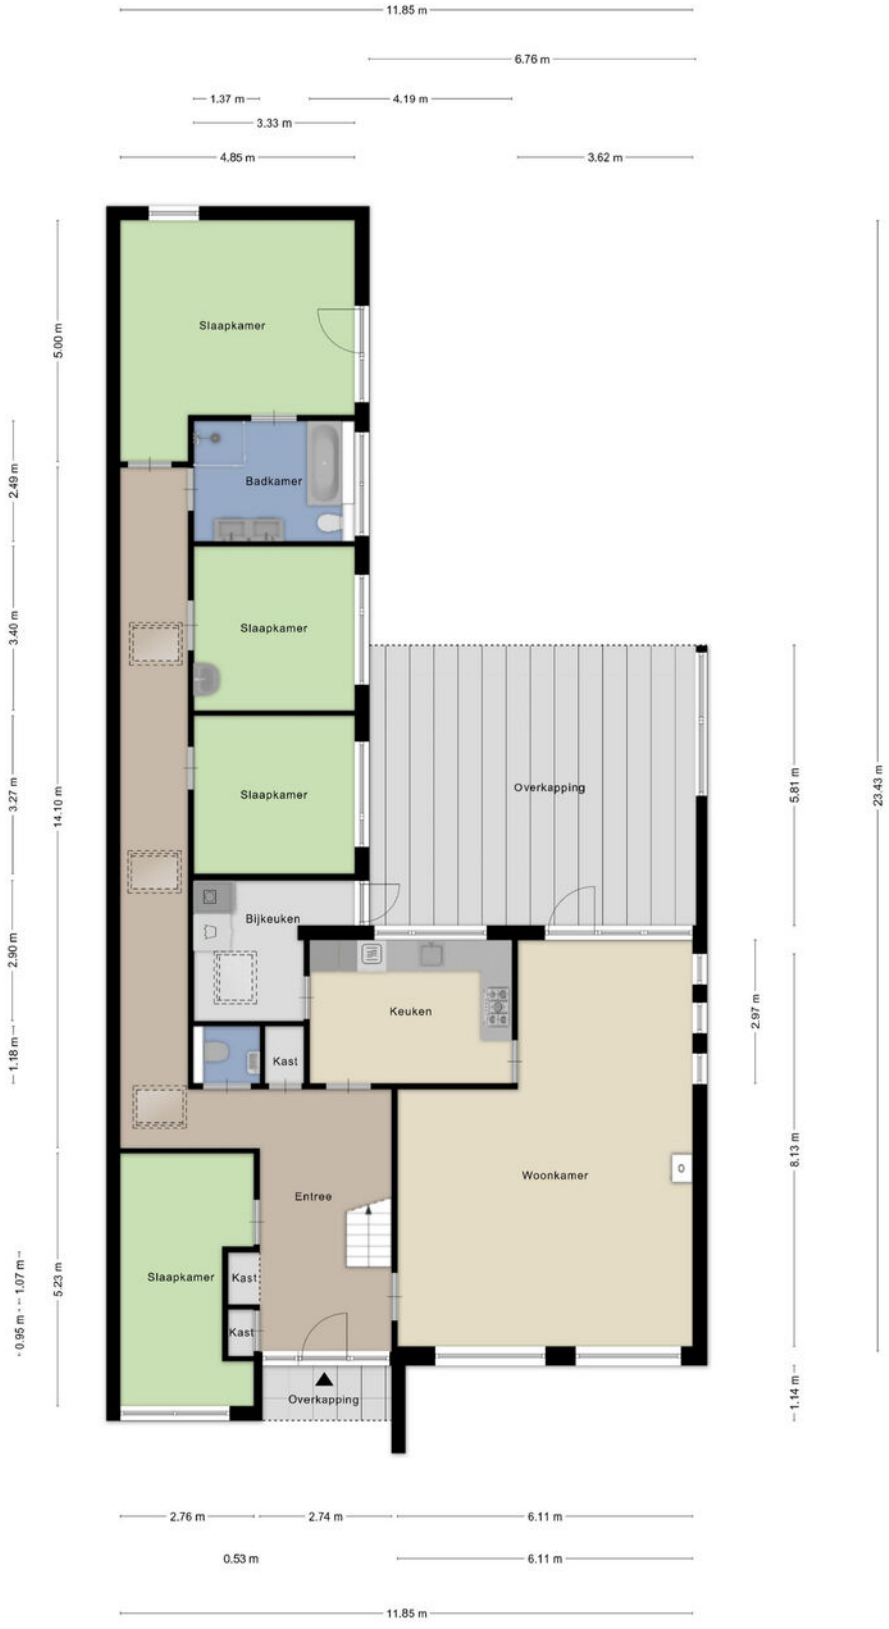 11.85 m
6.76 m
1.37 m
4.19 m
3.33 m
4.85 m
3.62 m
Slaapkamer
5.00 m
2.49 m
Badkamer
3.40 m
Slaapkamer
3.27 m
14.10 m
Slaapkamer
Overkapping
5.81 m
23.43 m
2.90 m
Bijkeuken
Keuken
2.97 m
1.18 m
Kast
Woonkamer
8.13 m
Entree
Slaapkamer
Kast
Kast
5.23 m
1.07 m
0.95 m
Overkapping
1.14 m
2.76 m
2.74 m
6.11 m
0.53 m
6.11 m
11.85 m